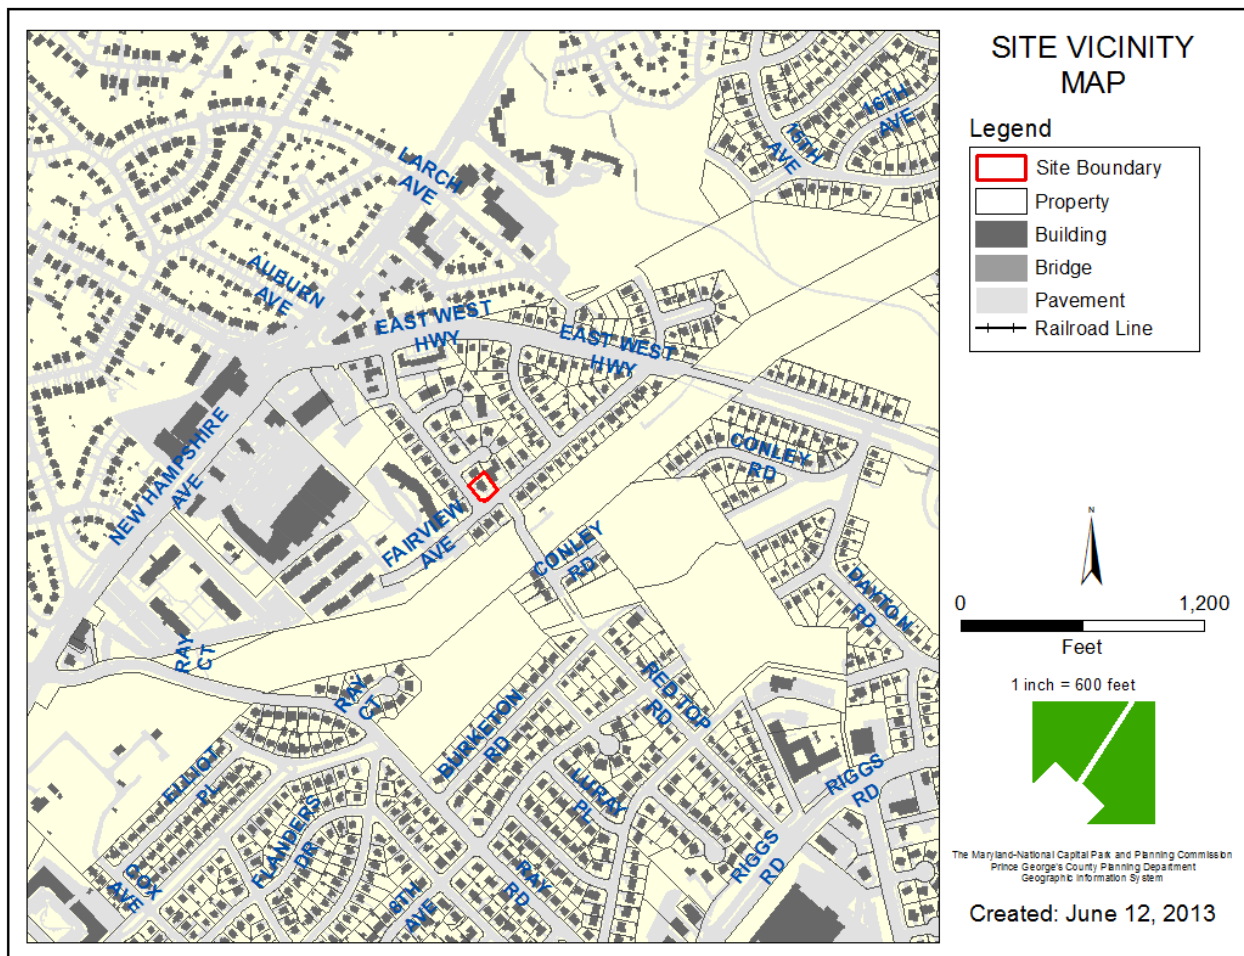 SITE VICINITY
MAP
Legend
Site Boundary
Property
Building
Bridge
Pavement
Railroad Line
16TH
AVE
15TH
AVE
LARCH
AVE
AUBURN
AVE
EAST WEST
HWY
EAST WEST
HWY
NEW HAMPSHIRE
AVE
CONLEY
RD
FAIRVIEW
AVE
CONLEY
RD
DAYTON
RD
RAY
CT
RAY
CT
RED TOP
RD
BURKETON
RD
ELLIOT
PL
LURAY
PL
RIGGS
RD
FLANDERS
DR
RIGGS
RD
COX
AVE
8TH
AVE
RAY
RD
N
0 1,200
Feet
1 inch = 600 feet
The Maryland-National Capital Park and Planning Commission
Prince George's County Planning Department
Geographic Information System
Created: June 12, 2013